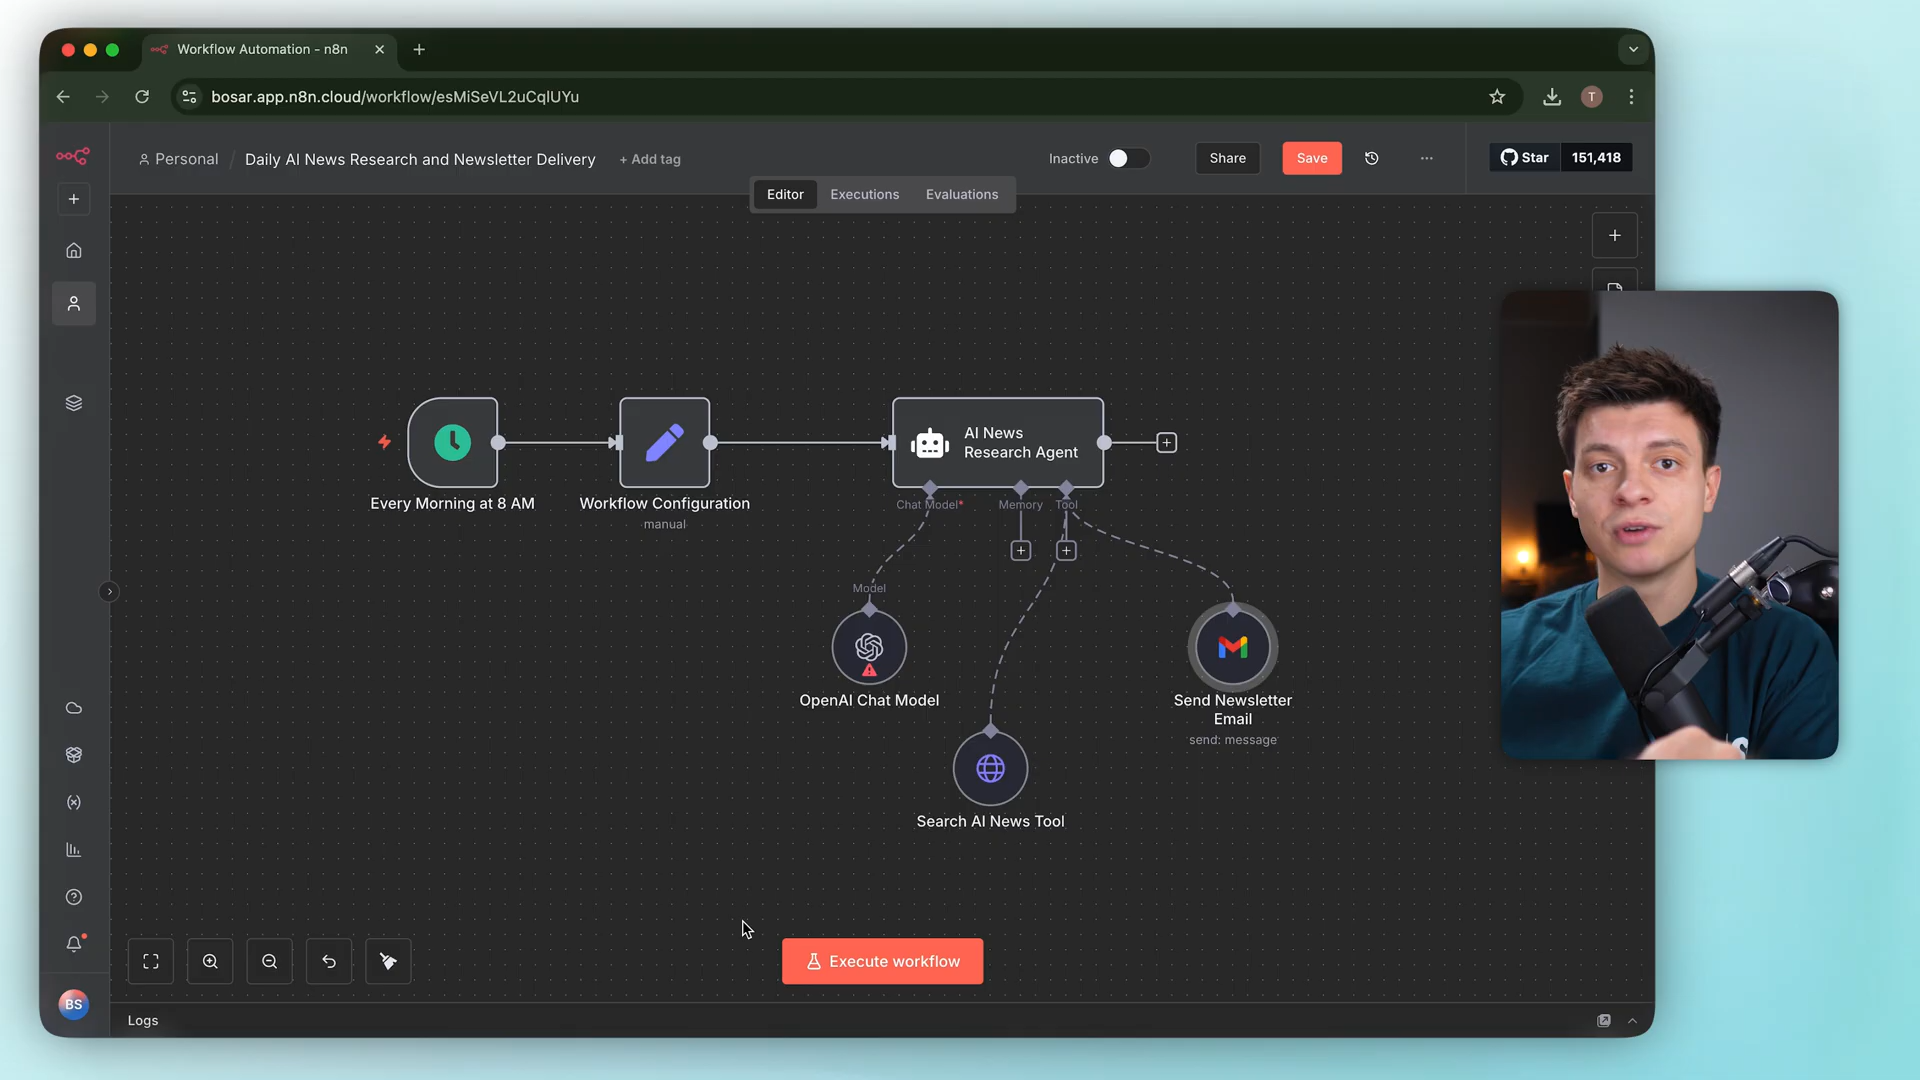 Workflow Automation - n8n
bosar.app.n8n.cloud/workflow/esMiSeVL2uCqlUYu
T
Personal / Daily AI News Research and Newsletter Delivery + Add tag
Inactive
Share
Save
Star 151,418
Editor Executions Evaluations
AI News
Research Agent
Every Morning at 8 AM
Workflow Configuration
manual
Chat Model*
Memory
Tool
Model
OpenAI Chat Model
Send Newsletter
Email
send: message
Search AI News Tool
Execute workflow
BS
Logs